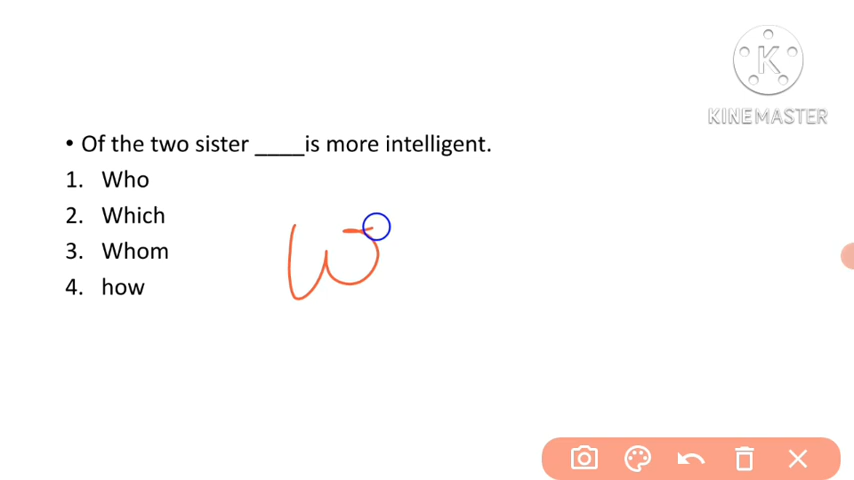 • Of the two sister ____is more intelligent.
1. Who
2. Which
3. Whom
4. how
K
KINEMASTER